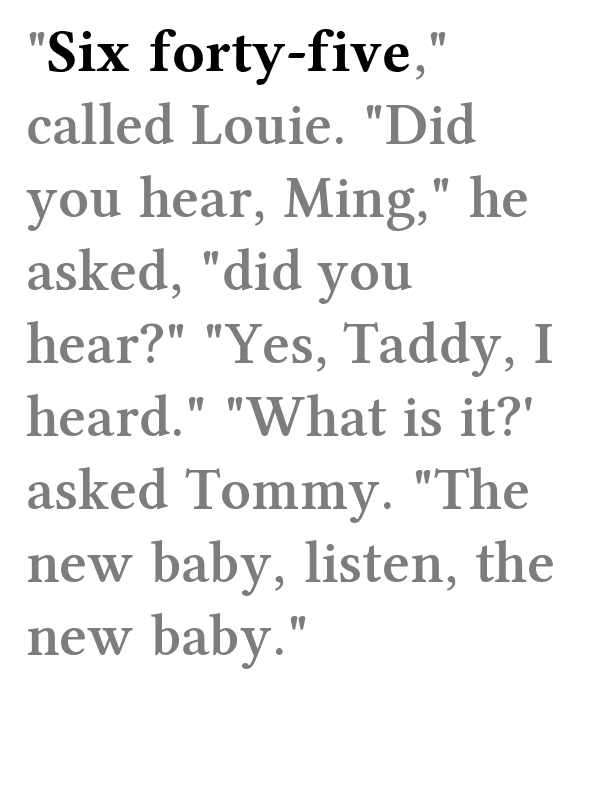 "Six forty-five,"
called Louie. "Did
you hear, Ming," he
asked, "did you
hear?" "Yes, Taddy, I
heard." "What is it?'
asked Tommy. "The
new baby, listen, the
new baby."